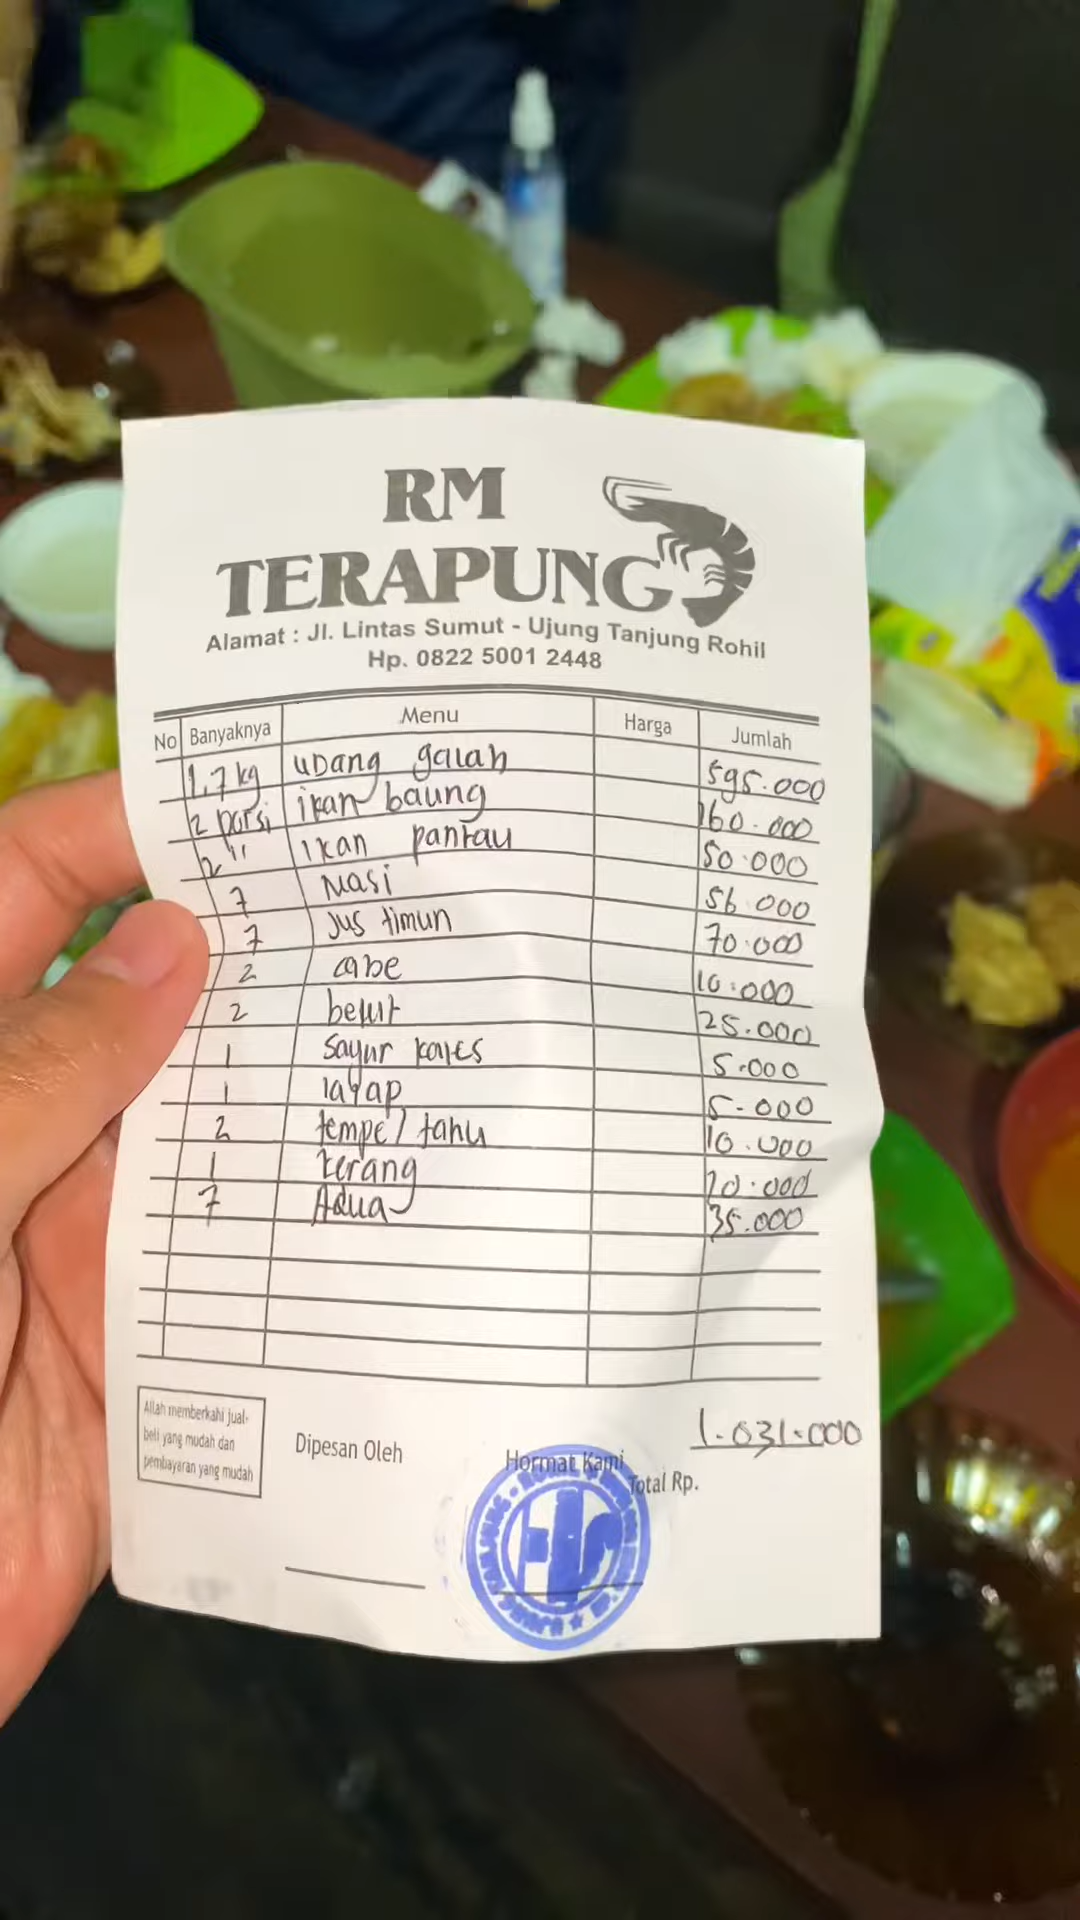 RM
TERAPUNG
Alamat : Jl. Lintas Sumut - Ujung Tanjung Rohil
Hp. 0822 5001 2448
No Banyaknya Menu Harga Jumlah
1,7 kg udang galah 595.000
2 porsi ikan baung 160.000
2 " ikan pantau 50.000
7 Nasi 56.000
7 Jus timun 70.000
2 cabe 10.000
2 belut 25.000
1 Sayur kates 5.000
1 lalap 5.000
2 tempe / tahu 10.000
1 kerang 20.000
7 Aqua 35.000
1.031.000
Allah memberkahi jual-
beli yang mudah dan
pembayaran yang mudah
Dipesan Oleh
Hormat Kami
Total Rp.